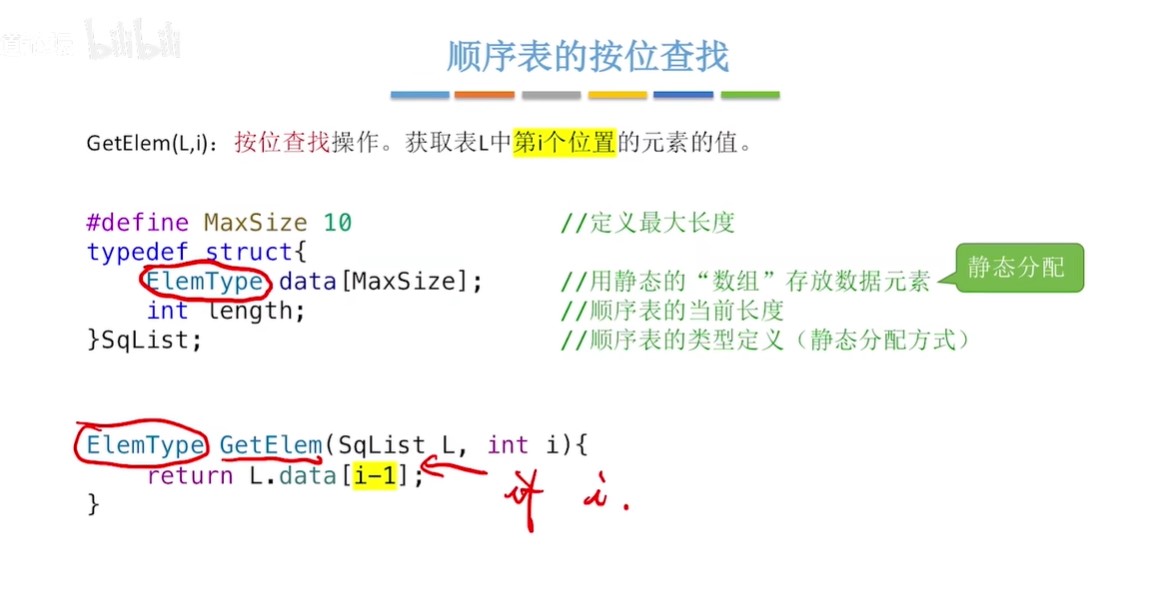 bilibili
顺序表的按位查找
GetElem(L,i)：按位查找操作。获取表L中第i个位置的元素的值。
#define MaxSize 10 //定义最大长度
typedef struct{
ElemType data[MaxSize]; //用静态的“数组”存放数据元素 静态分配
int length; //顺序表的当前长度
}SqList; //顺序表的类型定义（静态分配方式）
ElemType GetElem(SqList L, int i){
return L.data[i-1];
if i.
}